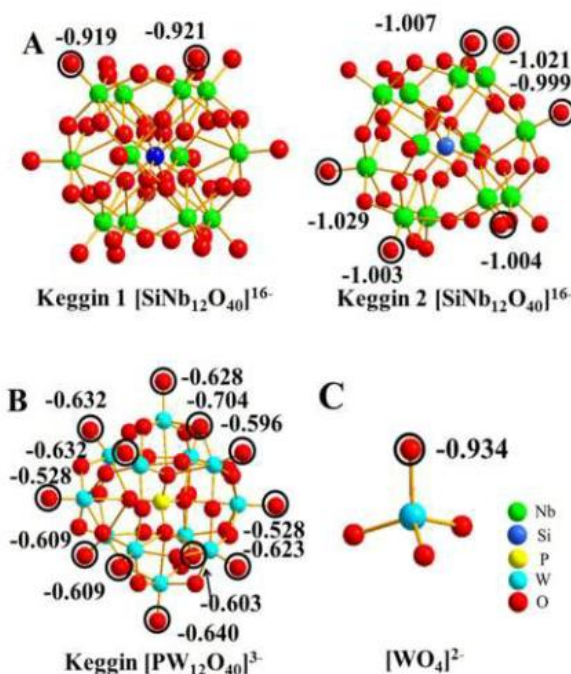 A
-0.919
-0.921
Keggin 1 [SiNb₁₂O₄₀]¹⁶⁻
-1.007
-1.021
-0.999
-1.029
-1.003
-1.004
Keggin 2 [SiNb₁₂O₄₀]¹⁶⁻
B
-0.628
-0.632
-0.704
-0.596
-0.632
-0.528
-0.528
-0.609
-0.623
-0.609
-0.603
-0.640
Keggin [PW₁₂O₄₀]³⁻
C
-0.934
[WO₄]²⁻
Nb
Si
P
W
O